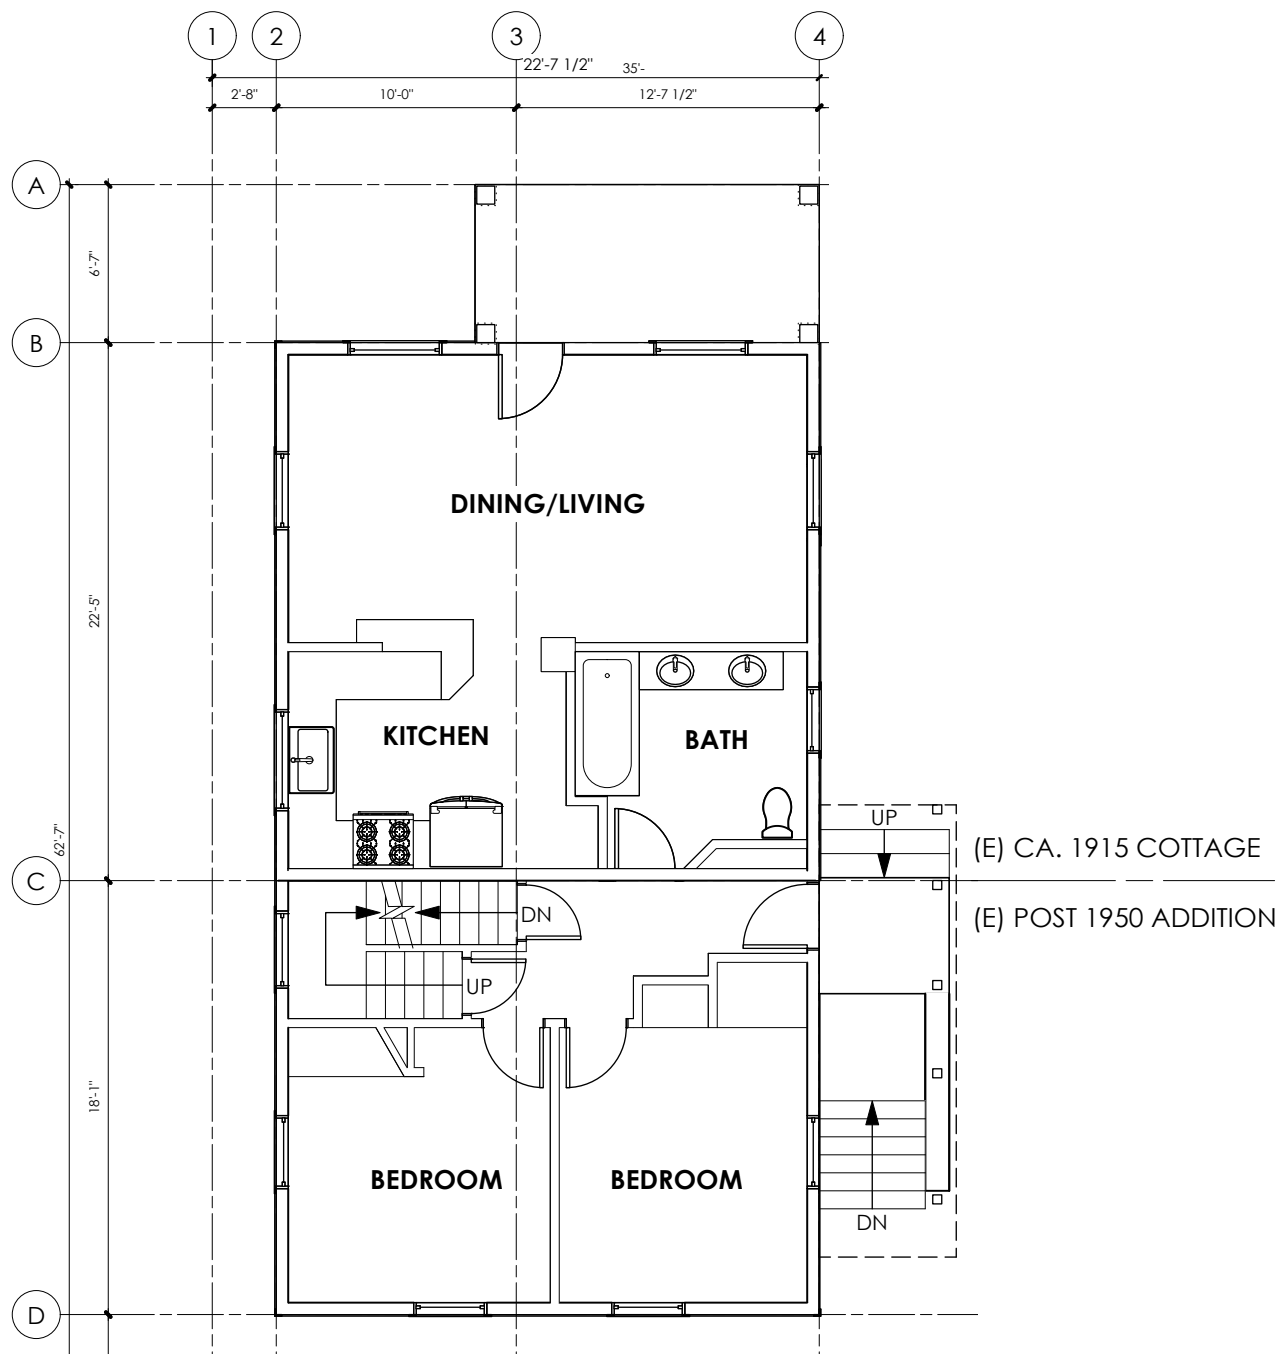 1 2 3 4
22'-7 1/2" 35'-
2'-8" 10'-0" 12'-7 1/2"
A
6'-7"
B
DINING/LIVING
22'-5"
KITCHEN
BATH
UP
62'-7"
(E) CA. 1915 COTTAGE
C
DN
(E) POST 1950 ADDITION
UP
18'-1"
BEDROOM BEDROOM
DN
D